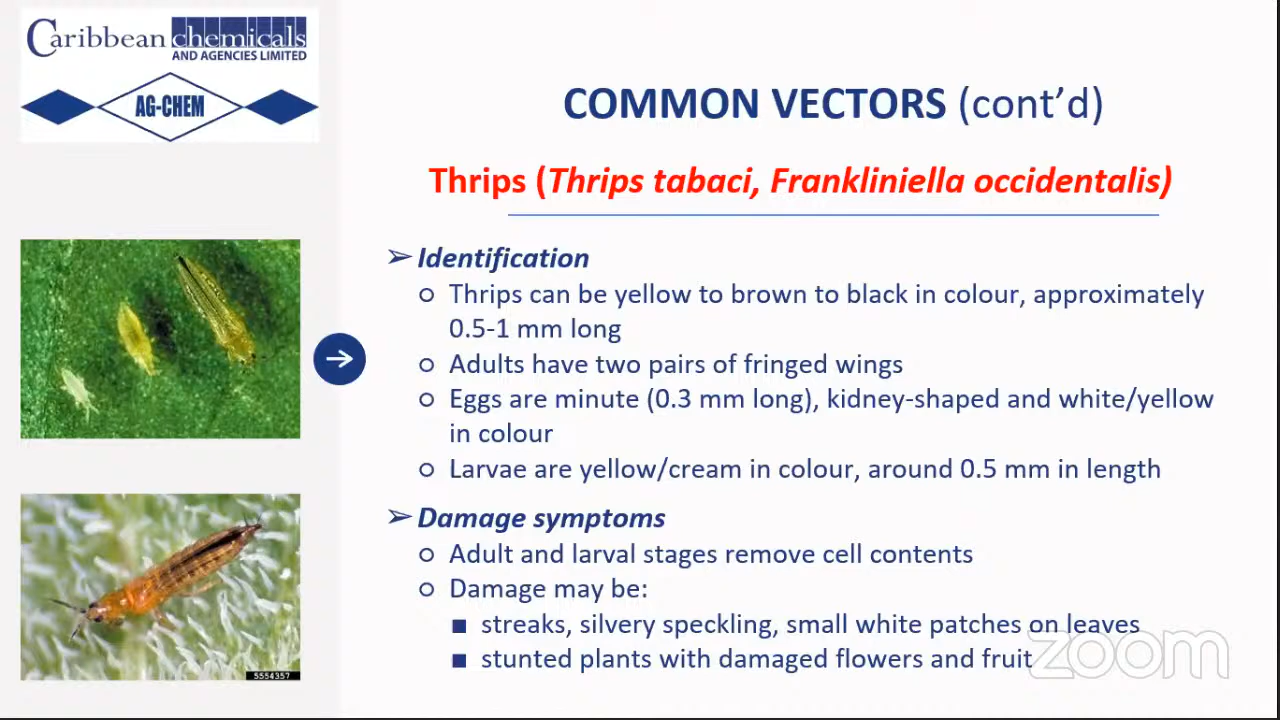 Caribbean chemicals
AND AGENCIES LIMITED
AG-CHEM
COMMON VECTORS (cont’d)
Thrips (Thrips tabaci, Frankliniella occidentalis)
➢ Identification
o Thrips can be yellow to brown to black in colour, approximately
0.5-1 mm long
o Adults have two pairs of fringed wings
o Eggs are minute (0.3 mm long), kidney-shaped and white/yellow
in colour
o Larvae are yellow/cream in colour, around 0.5 mm in length
➢ Damage symptoms
o Adult and larval stages remove cell contents
o Damage may be:
▪ streaks, silvery speckling, small white patches on leaves
▪ stunted plants with damaged flowers and fruit
zoom
5554357